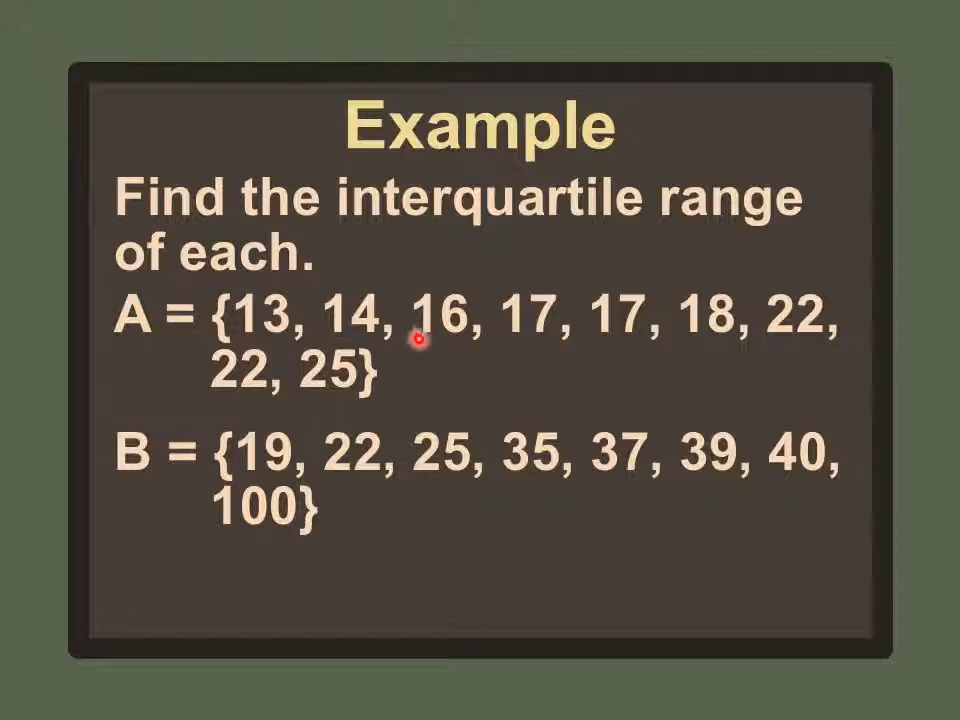 Example
Find the interquartile range
of each.
A = {13, 14, 16, 17, 17, 18, 22,
22, 25}
B = {19, 22, 25, 35, 37, 39, 40,
100}